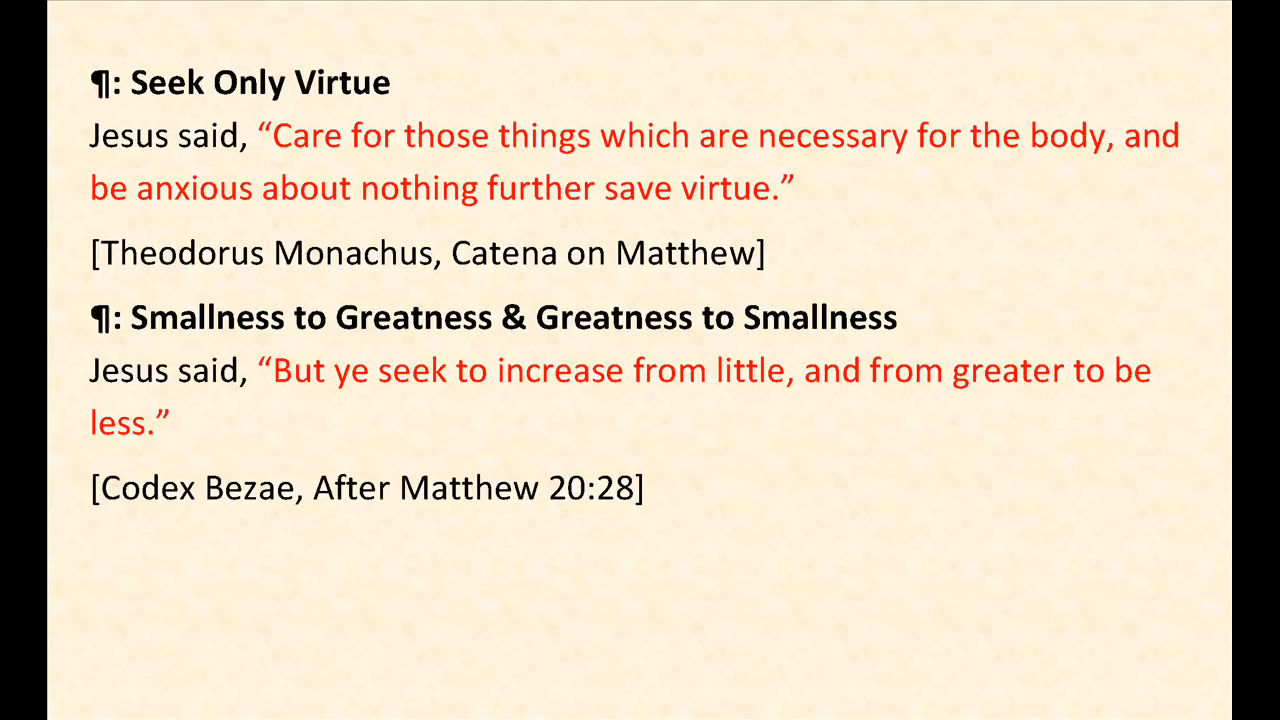 ¶: Seek Only Virtue
Jesus said, “Care for those things which are necessary for the body, and
be anxious about nothing further save virtue.”
[Theodorus Monachus, Catena on Matthew]
¶: Smallness to Greatness & Greatness to Smallness
Jesus said, “But ye seek to increase from little, and from greater to be
less.”
[Codex Bezae, After Matthew 20:28]